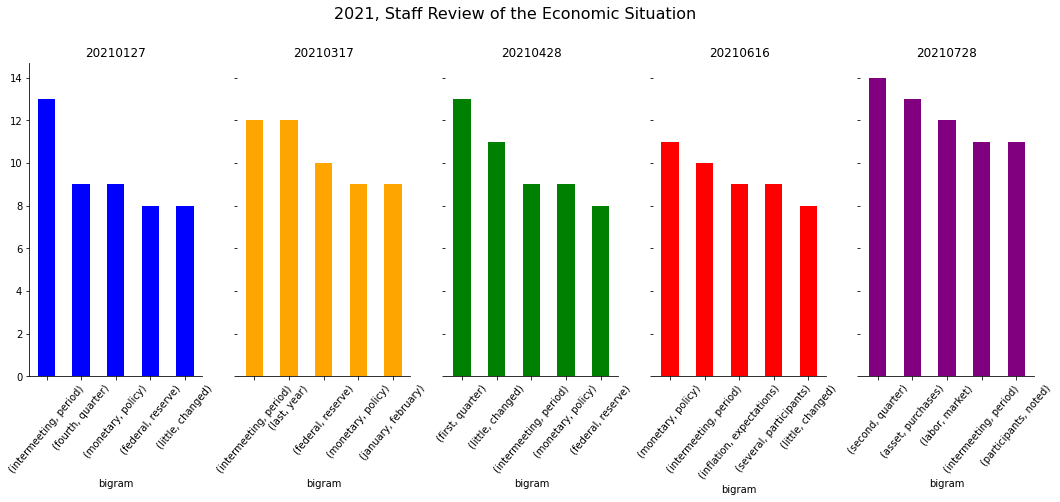 2021, Staff Review of the Economic Situation
20210127
20210317
20210428
20210616
20210728
14
12
10
8
6
4
2
0
(intermeeting, period)
(fourth, quarter)
(monetary, policy)
(federal, reserve)
(little, changed)
bigram
(intermeeting, period)
(last, year)
(federal, reserve)
(monetary, policy)
(january, february)
bigram
(first, quarter)
(little, changed)
(intermeeting, period)
(monetary, policy)
(federal, reserve)
bigram
(monetary, policy)
(intermeeting, period)
(inflation, expectations)
(several, participants)
(little, changed)
bigram
(second, quarter)
(asset, purchases)
(labor, market)
(intermeeting, period)
(participants, noted)
bigram